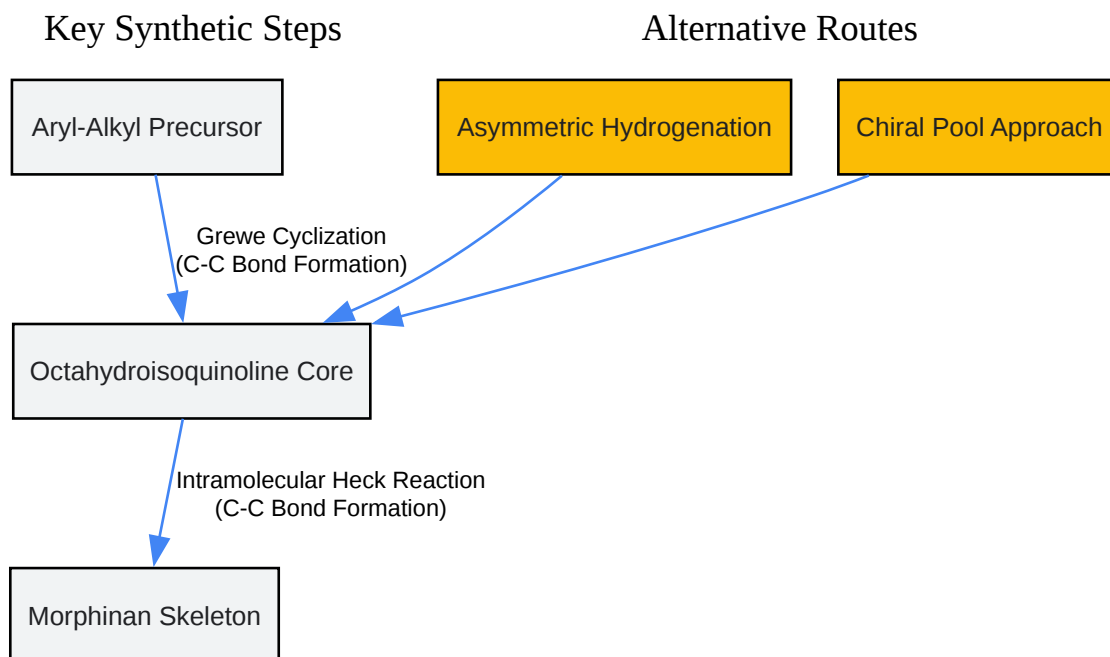 Key Synthetic Steps
Alternative Routes
Aryl-Alkyl Precursor
Asymmetric Hydrogenation
Chiral Pool Approach
Grewe Cyclization
(C-C Bond Formation)
Octahydroisoquinoline Core
Intramolecular Heck Reaction
(C-C Bond Formation)
Morphinan Skeleton